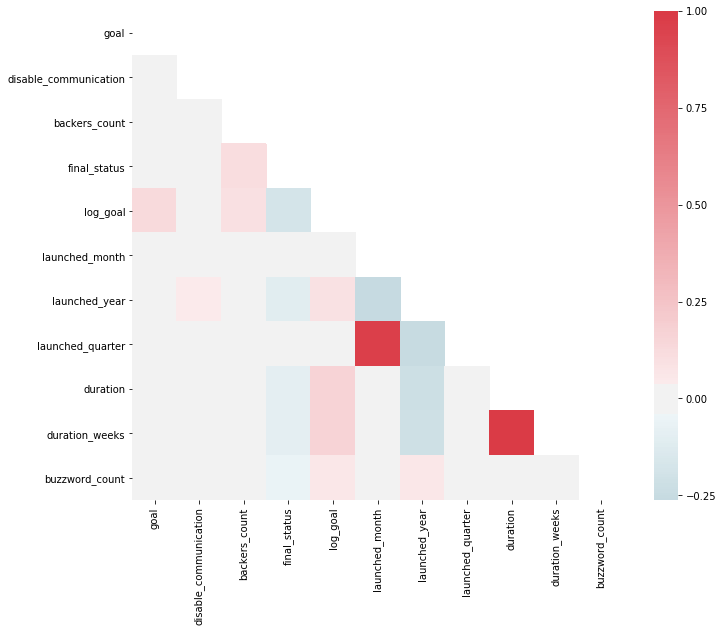 goal
disable_communication
backers_count
final_status
log_goal
launched_month
launched_year
launched_quarter
duration
duration_weeks
buzzword_count
goal
disable_communication
backers_count
final_status
log_goal
launched_month
launched_year
launched_quarter
duration
duration_weeks
buzzword_count
1.00
0.75
0.50
0.25
0.00
−0.25